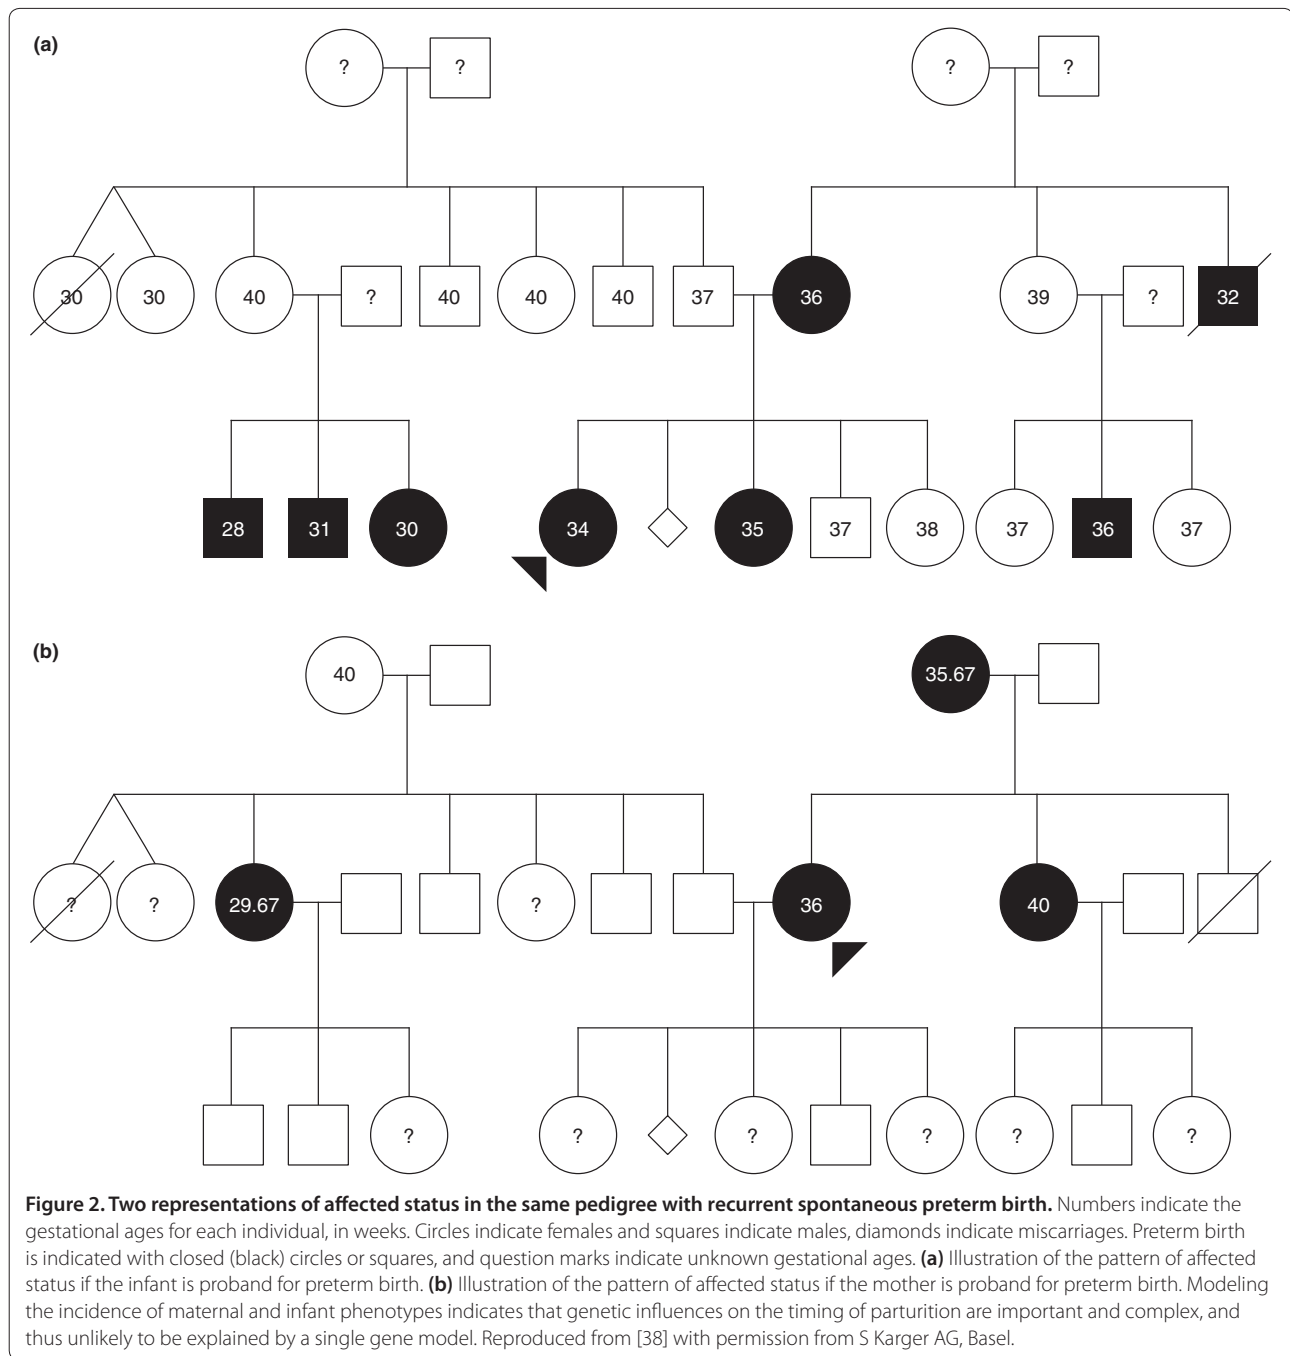 (a)
? ? ? ?
30 30 40 ? 40 40 40 37 36 39 ? 32
28 31 30 34 35 37 38 37 36 37
(b)
40 35.67
? ? 29.67 ? 36 40
? ? ? ? ? ?
Figure 2. Two representations of affected status in the same pedigree with recurrent spontaneous preterm birth. Numbers indicate the
gestational ages for each individual, in weeks. Circles indicate females and squares indicate males, diamonds indicate miscarriages. Preterm birth
is indicated with closed (black) circles or squares, and question marks indicate unknown gestational ages. (a) Illustration of the pattern of affected
status if the infant is proband for preterm birth. (b) Illustration of the pattern of affected status if the mother is proband for preterm birth. Modeling
the incidence of maternal and infant phenotypes indicates that genetic influences on the timing of parturition are important and complex, and
thus unlikely to be explained by a single gene model. Reproduced from [38] with permission from S Karger AG, Basel.